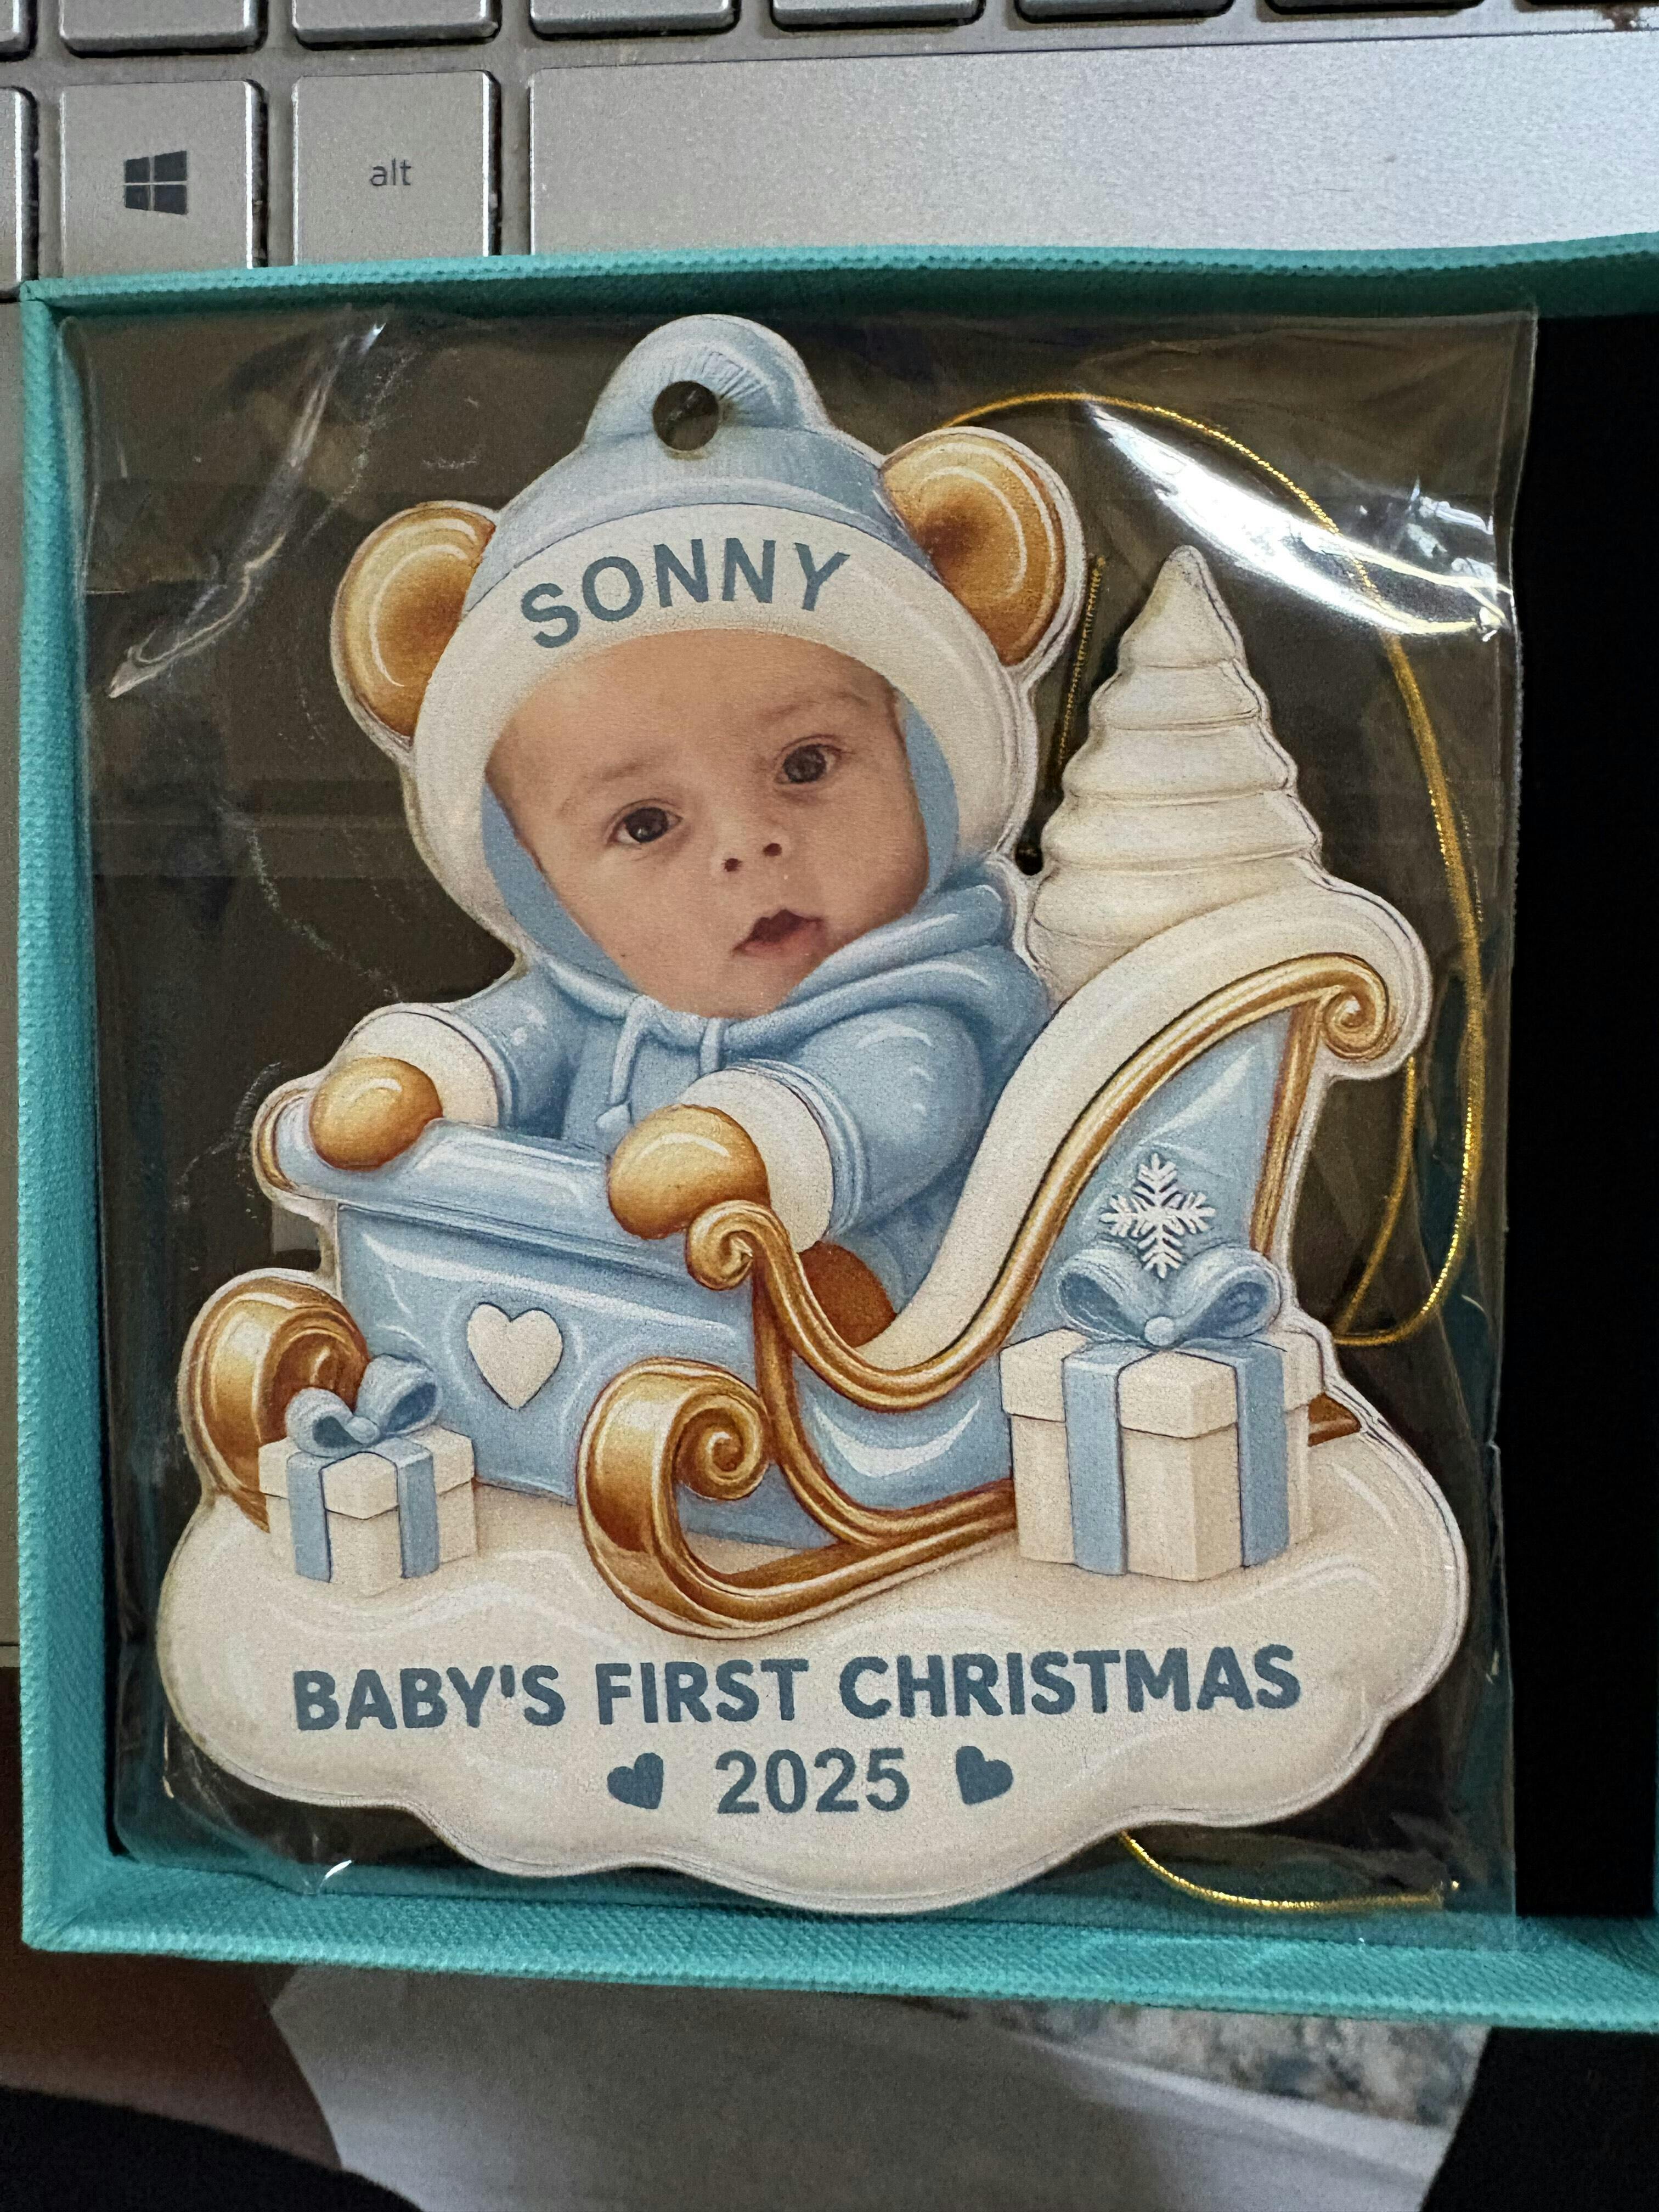 alt
SONNY
BABY'S FIRST CHRISTMAS
2025